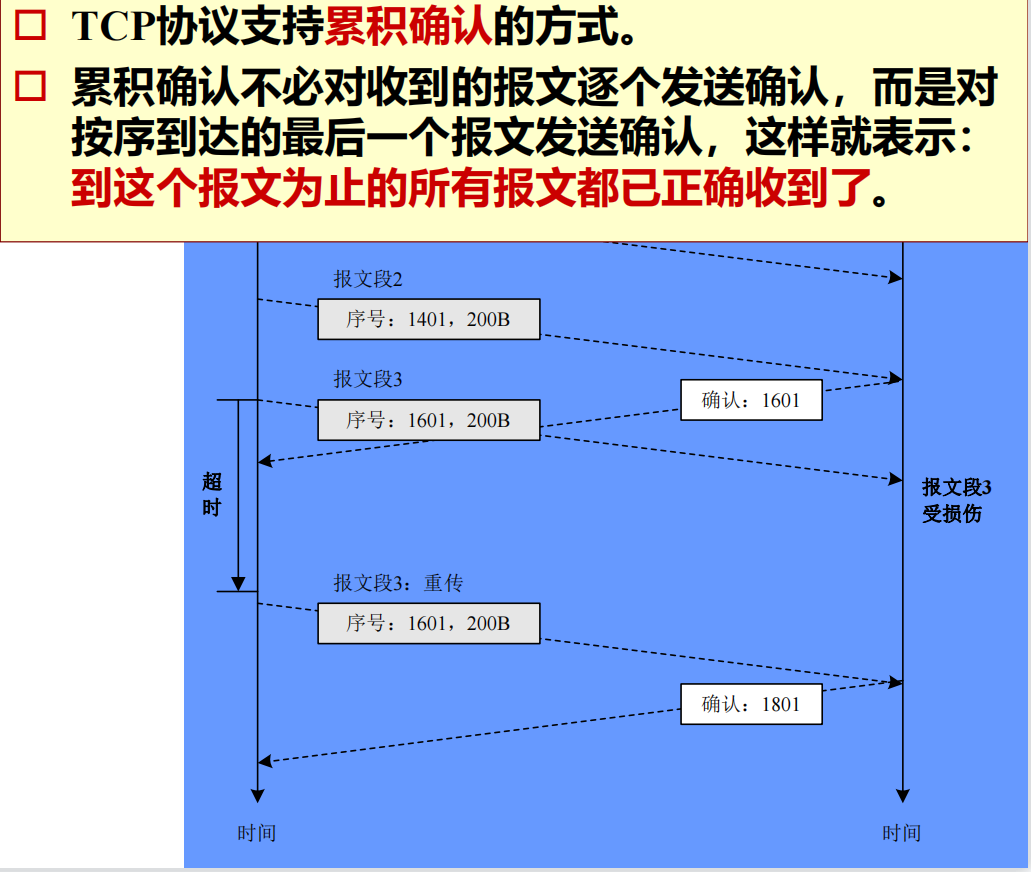 TCP协议支持累积确认的方式。
累积确认不必对收到的报文逐个发送确认，而是对
按序到达的最后一个报文发送确认，这样就表示：
到这个报文为止的所有报文都已正确收到了。
报文段2
序号：1401，200B
报文段3
确认：1601
序号：1601，200B
超
时
报文段3
受损伤
报文段3：重传
序号：1601，200B
确认：1801
时间
时间